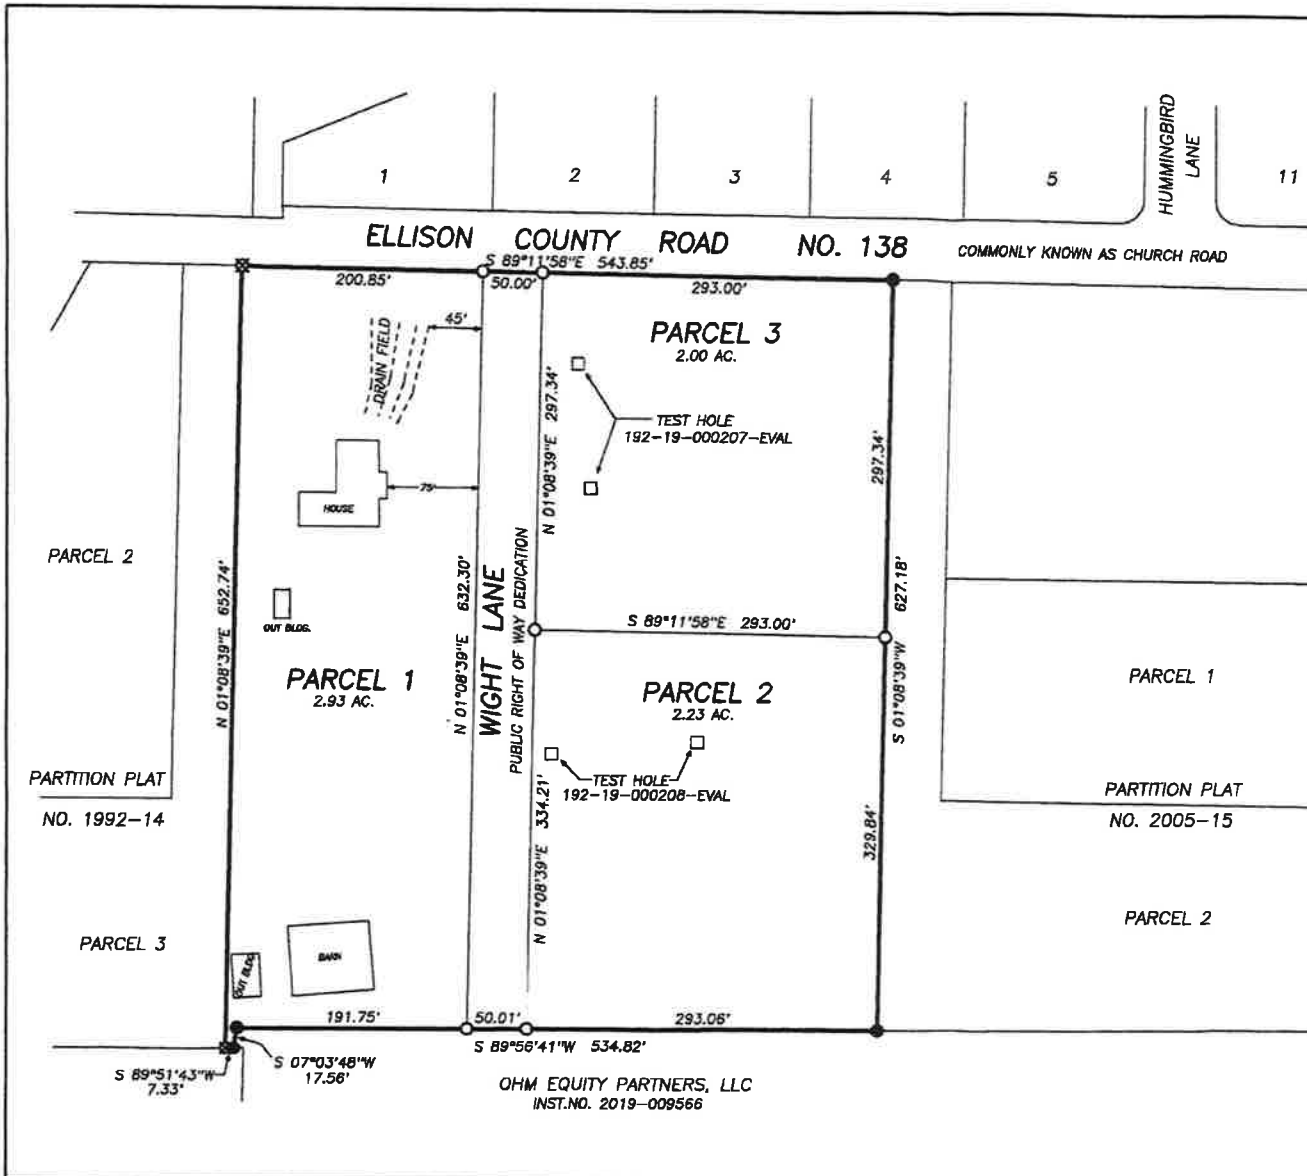 HUMMINGBIRD
LANE
1
2
3
4
5
11
ELLISON COUNTY ROAD NO. 138
COMMONLY KNOWN AS CHURCH ROAD
S 89°11'58"E 543.85'
200.85'
50.00'
293.00'
45'
DRAIN FIELD
PARCEL 3
2.00 AC.
N 01°08'39"E 297.34'
TEST HOLE
192-19-000207-EVAL
297.34'
75'
HOUSE
PARCEL 2
N 01°08'39"E 652.74'
OUT BLDG.
N 01°08'39"E 632.30'
WIGHT LANE
PUBLIC RIGHT OF WAY DEDICATION
S 89°11'58"E 293.00'
S 01°08'39"W 627.18'
PARCEL 1
2.93 AC.
PARCEL 2
2.23 AC.
PARCEL 1
TEST HOLE
192-19-000208-EVAL
PARTITION PLAT
NO. 1992-14
PARTITION PLAT
NO. 2005-15
N 01°08'39"E 334.21'
329.84'
PARCEL 3
PARCEL 2
OUT BLDG
BARN
191.75'
50.01'
293.06'
S 89°56'41"W 534.82'
S 89°51'43"W
7.33'
S 07°03'48"W
17.56'
OHM EQUITY PARTNERS, LLC
INST.NO. 2019-009566